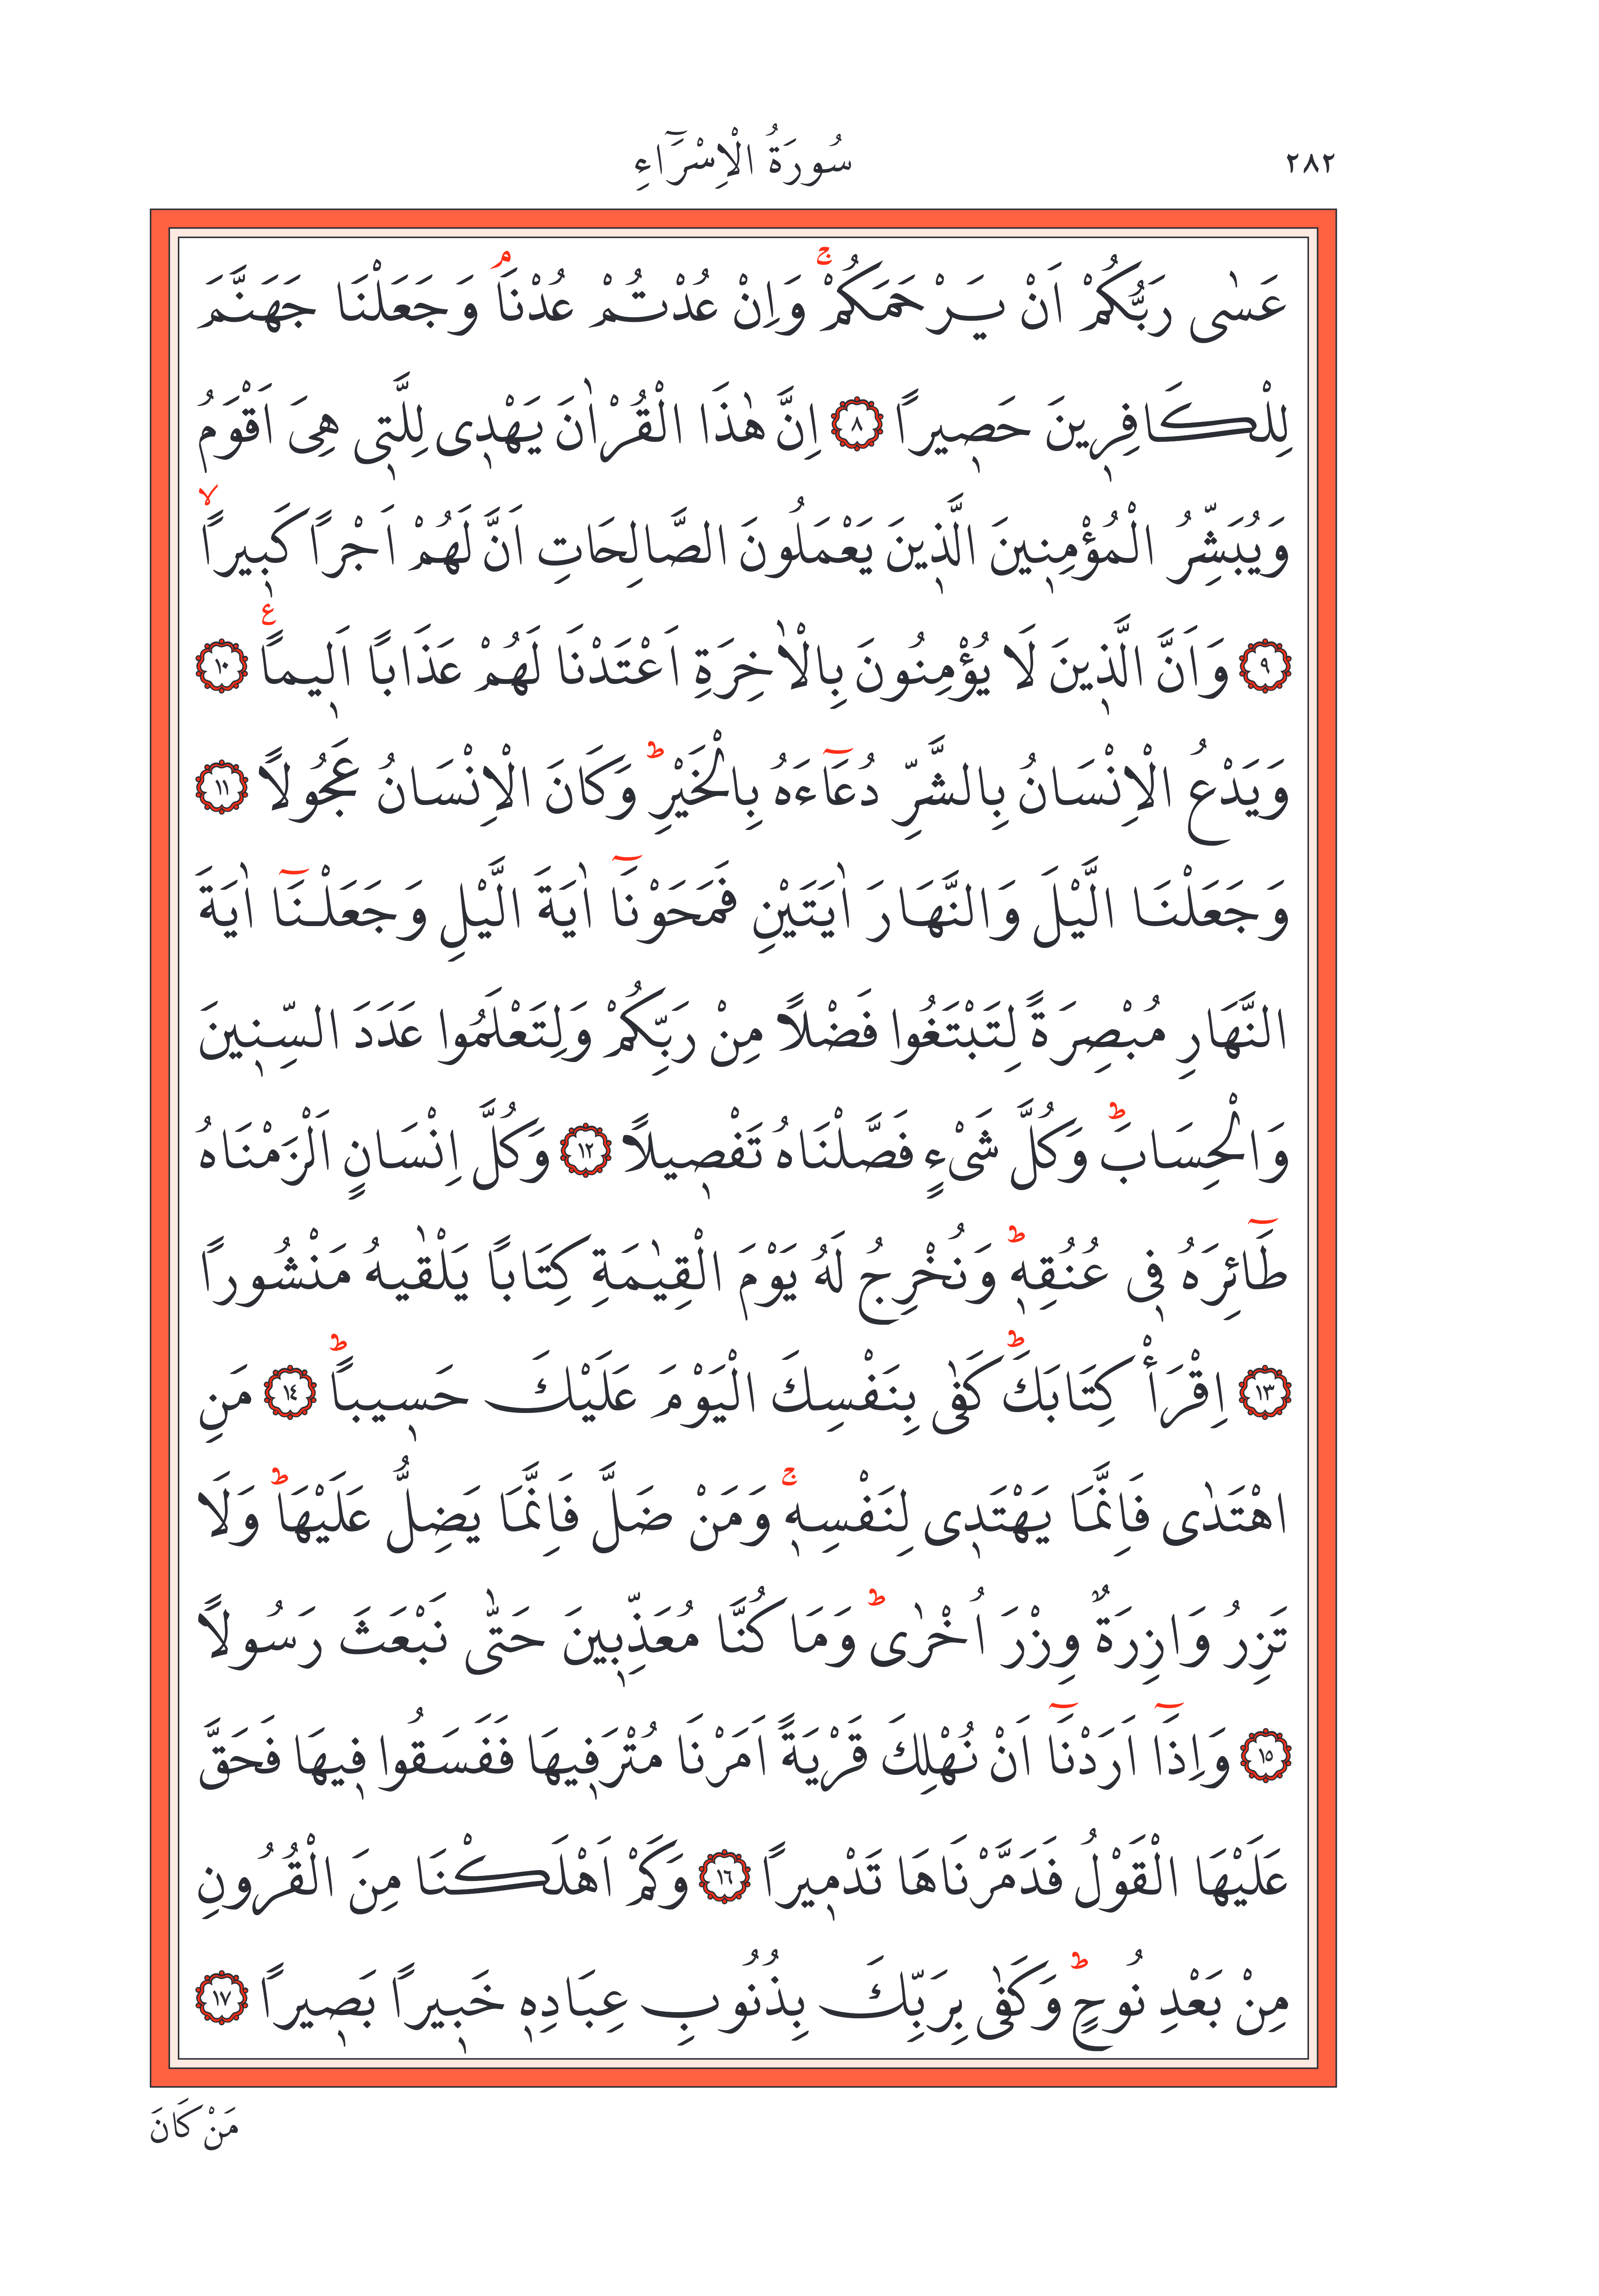 ٢٨٢
سُورَةُ الْاِسْرَٓاءِ
عَسٰى رَبُّكُمْ اَنْ يَرْحَمَكُمْۚ وَاِنْ عُدْتُمْ عُدْنَاۢ وَجَعَلْنَا جَهَنَّمَ
لِلْكَافِر۪ينَ حَص۪يراً ﴿٨﴾ اِنَّ هٰذَا الْقُرْاٰنَ يَهْد۪ى لِلَّت۪ى هِىَ اَقْوَمُ
وَيُبَشِّرُ الْمُؤْمِن۪ينَ الَّذ۪ينَ يَعْمَلُونَ الصَّالِحَاتِ اَنَّ لَهُمْ اَجْراً كَب۪يراًۙ
﴿٩﴾ وَاَنَّ الَّذ۪ينَ لَا يُؤْمِنُونَ بِالْاٰخِرَةِ اَعْتَدْنَا لَهُمْ عَذَاباً اَل۪يماًع ﴿١٠﴾
وَيَدْعُ الْاِنْسَانُ بِالشَّرِّ دُعَٓاءَهُ بِالْخَيْرِۜ وَكَانَ الْاِنْسَانُ عَجُولاً ﴿١١﴾
وَجَعَلْنَا الَّيْلَ وَالنَّهَارَ اٰيَتَيْنِ فَمَحَوْنَٓا اٰيَةَ الَّيْلِ وَجَعَلْنَٓا اٰيَةَ
النَّهَارِ مُبْصِرَةً لِتَبْتَغُوا فَضْلاً مِنْ رَبِّكُمْ وَلِتَعْلَمُوا عَدَدَ السِّن۪ينَ
وَالْحِسَابَۜ وَكُلَّ شَىْءٍ فَصَّلْنَاهُ تَفْص۪يلاً ﴿١٢﴾ وَكُلَّ اِنْسَانٍ اَلْزَمْنَاهُ
طَٓائِرَهُ ف۪ى عُنُقِه۪ۜ وَنُخْرِجُ لَهُ يَوْمَ الْقِيٰمَةِ كِتَاباً يَلْقٰيهُ مَنْشُوراً
﴿١٣﴾ اِقْرَأْ كِتَابَكَۜ كَفٰى بِنَفْسِكَ الْيَوْمَ عَلَيْكَ حَس۪يباًۜ ﴿١٤﴾ مَنِ
اهْتَدٰى فَاِنَّمَا يَهْتَد۪ى لِنَفْسِه۪ۚ وَمَنْ ضَلَّ فَاِنَّمَا يَضِلُّ عَلَيْهَاۜ وَلَا
تَزِرُ وَازِرَةٌ وِزْرَ اُخْرٰىۜ وَمَا كُنَّا مُعَذِّب۪ينَ حَتّٰى نَبْعَثَ رَسُولاً
﴿١٥﴾ وَاِذَٓا اَرَدْنَٓا اَنْ نُهْلِكَ قَرْيَةً اَمَرْنَا مُتْرَف۪يهَا فَفَسَقُوا ف۪يهَا فَحَقَّ
عَلَيْهَا الْقَوْلُ فَدَمَّرْنَاهَا تَدْم۪يراً ﴿١٦﴾ وَكَمْ اَهْلَكْنَا مِنَ الْقُرُونِ
مِنْ بَعْدِ نُوحٍۜ وَكَفٰى بِرَبِّكَ بِذُنُوبِ عِبَادِه۪ خَب۪يراً بَص۪يراً ﴿١٧﴾
مَنْ كَانَ